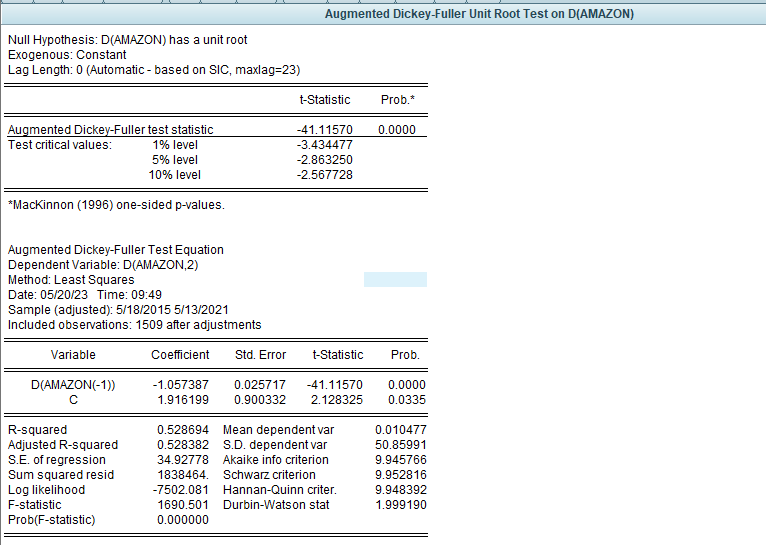 Augmented Dickey-Fuller Unit Root Test on D(AMAZON)
Null Hypothesis: D(AMAZON) has a unit root
Exogenous: Constant
Lag Length: 0 (Automatic - based on SIC, maxlag=23)
t-Statistic Prob.*
Augmented Dickey-Fuller test statistic -41.11570 0.0000
Test critical values: 1% level -3.434477
5% level -2.863250
10% level -2.567728
*MacKinnon (1996) one-sided p-values.
Augmented Dickey-Fuller Test Equation
Dependent Variable: D(AMAZON,2)
Method: Least Squares
Date: 05/20/23 Time: 09:49
Sample (adjusted): 5/18/2015 5/13/2021
Included observations: 1509 after adjustments
Variable Coefficient Std. Error t-Statistic Prob.
D(AMAZON(-1)) -1.057387 0.025717 -41.11570 0.0000
C 1.916199 0.900332 2.128325 0.0335
R-squared 0.528694 Mean dependent var 0.010477
Adjusted R-squared 0.528382 S.D. dependent var 50.85991
S.E. of regression 34.92778 Akaike info criterion 9.945766
Sum squared resid 1838464. Schwarz criterion 9.952816
Log likelihood -7502.081 Hannan-Quinn criter. 9.948392
F-statistic 1690.501 Durbin-Watson stat 1.999190
Prob(F-statistic) 0.000000